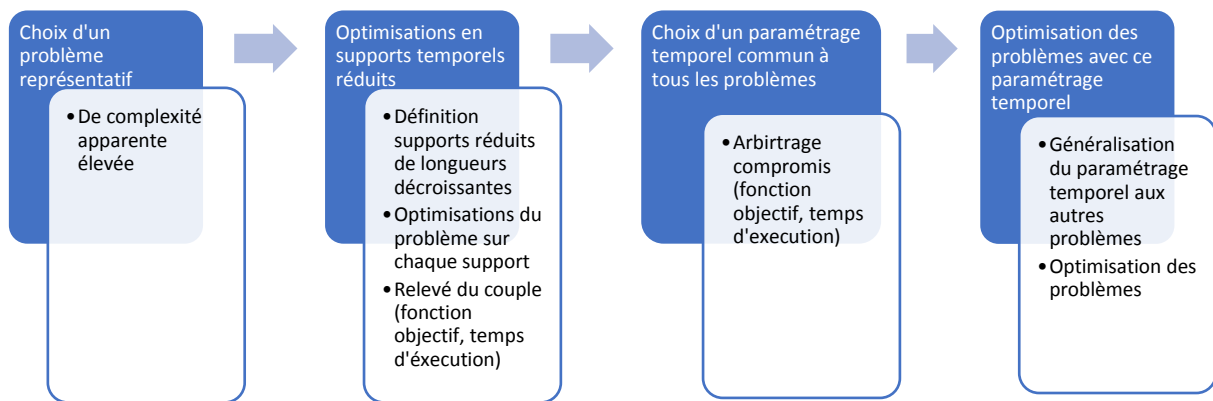 Choix d'un
problème
représentatif
• De complexité
apparente
élevée
Optimisations en
supports temporels
réduits
• Définition
supports réduits
de longueurs
décroissantes
• Optimisations du
problème sur
chaque support
• Relevé du couple
(fonction
objectif, temps
d'éxecution)
Choix d'un paramétrage
temporel commun à
tous les problèmes
• Arbirtrage
compromis
(fonction
objectif, temps
d'execution)
Optimisation des
problèmes avec ce
paramétrage
temporel
• Généralisation
du paramétrage
temporel aux
autres
problèmes
• Optimisation des
problèmes